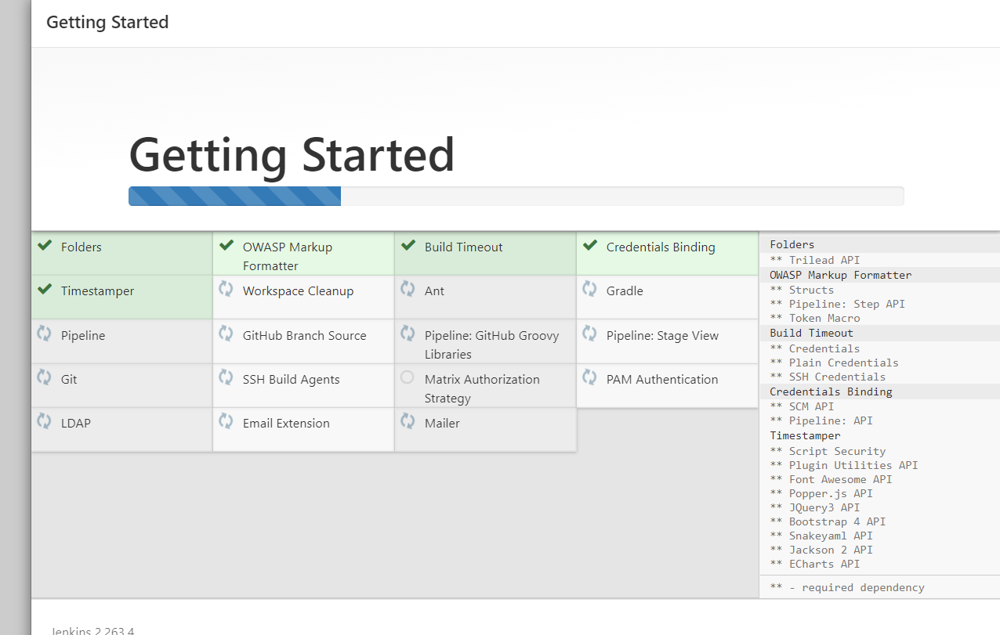 Getting Started
Getting Started
Folders
OWASP Markup
Formatter
Build Timeout
Credentials Binding
Timestamper
Workspace Cleanup
Ant
Gradle
Pipeline
GitHub Branch Source
Pipeline: GitHub Groovy
Libraries
Pipeline: Stage View
Git
SSH Build Agents
Matrix Authorization
Strategy
PAM Authentication
LDAP
Email Extension
Mailer
Folders
** Trilead API
OWASP Markup Formatter
** Structs
** Pipeline: Step API
** Token Macro
Build Timeout
** Credentials
** Plain Credentials
** SSH Credentials
Credentials Binding
** SCM API
** Pipeline: API
Timestamper
** Script Security
** Plugin Utilities API
** Font Awesome API
** Popper.js API
** JQuery3 API
** Bootstrap 4 API
** Snakeyaml API
** Jackson 2 API
** ECharts API
** - required dependency
Jenkins 2.263.4